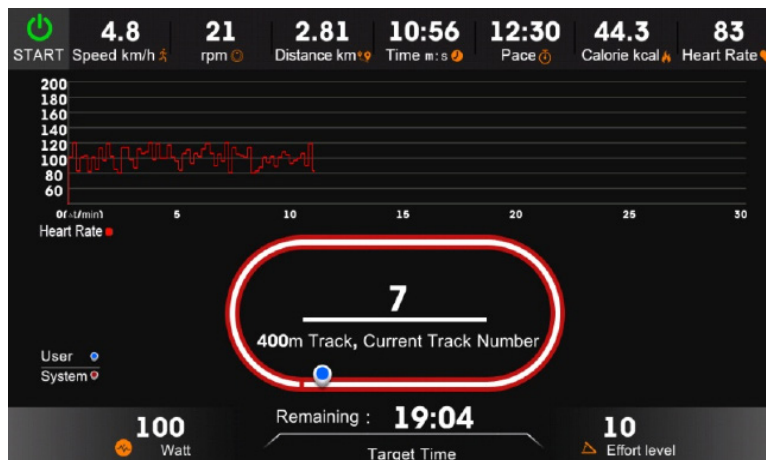 4.8 21 2.81 10:56 12:30 44.3 83
START Speed km/h rpm Distance km Time m:s Pace Calorie kcal Heart Rate
200
180
160
140
120
100
80
60
0(Δt/min) 5 10 15 20 25 30
Heart Rate
7
400m Track, Current Track Number
User
System
100
Watt
Remaining : 19:04
Target Time
10
Effort level